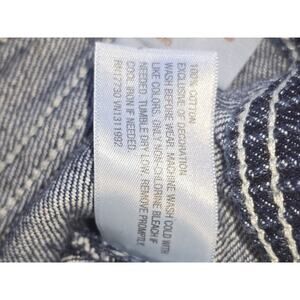 100% COTTON
EXCLUSIVE OF DECORATION
WASH BEFORE WEAR. MACHINE WASH COLD WITH
LIKE COLORS. ONLY NON-CHLORINE BLEACH IF
NEEDED. TUMBLE DRY LOW. REMOVE PROMPTLY.
COOL IRON IF NEEDED.
RN17730 VN1311992